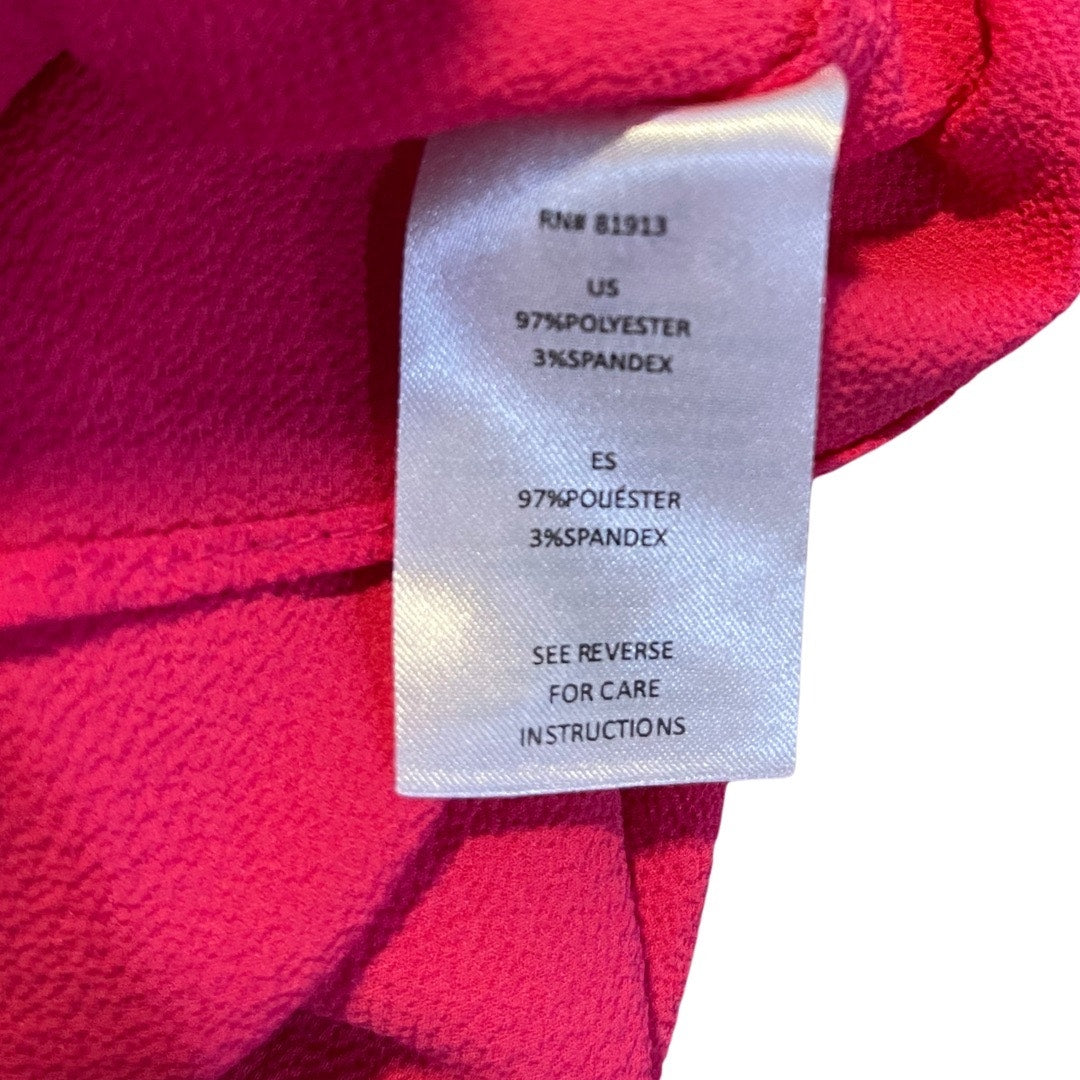 RN# 81913
US
97%POLYESTER
3%SPANDEX
ES
97%POLIÉSTER
3%SPANDEX
SEE REVERSE
FOR CARE
INSTRUCTIONS